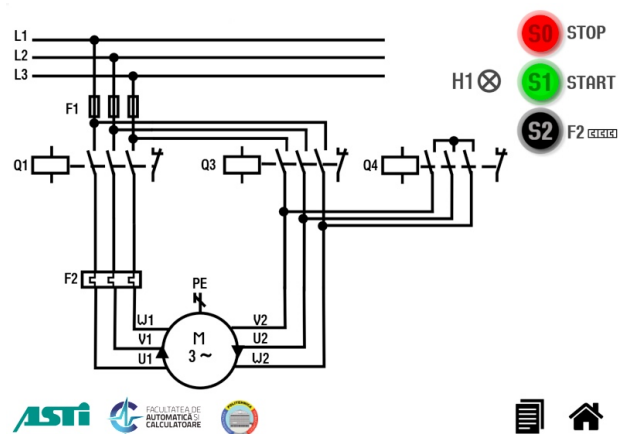 L1
L2
L3
F1
Q1
Q3
Q4
F2
PE
W1
V1
U1
M
3 ~
V2
U2
W2
S0 STOP
H1 S1 START
S2 F2
ASTi
FACULTATEA DE
AUTOMATICĂ ȘI
CALCULATOARE
POLITEHNICA